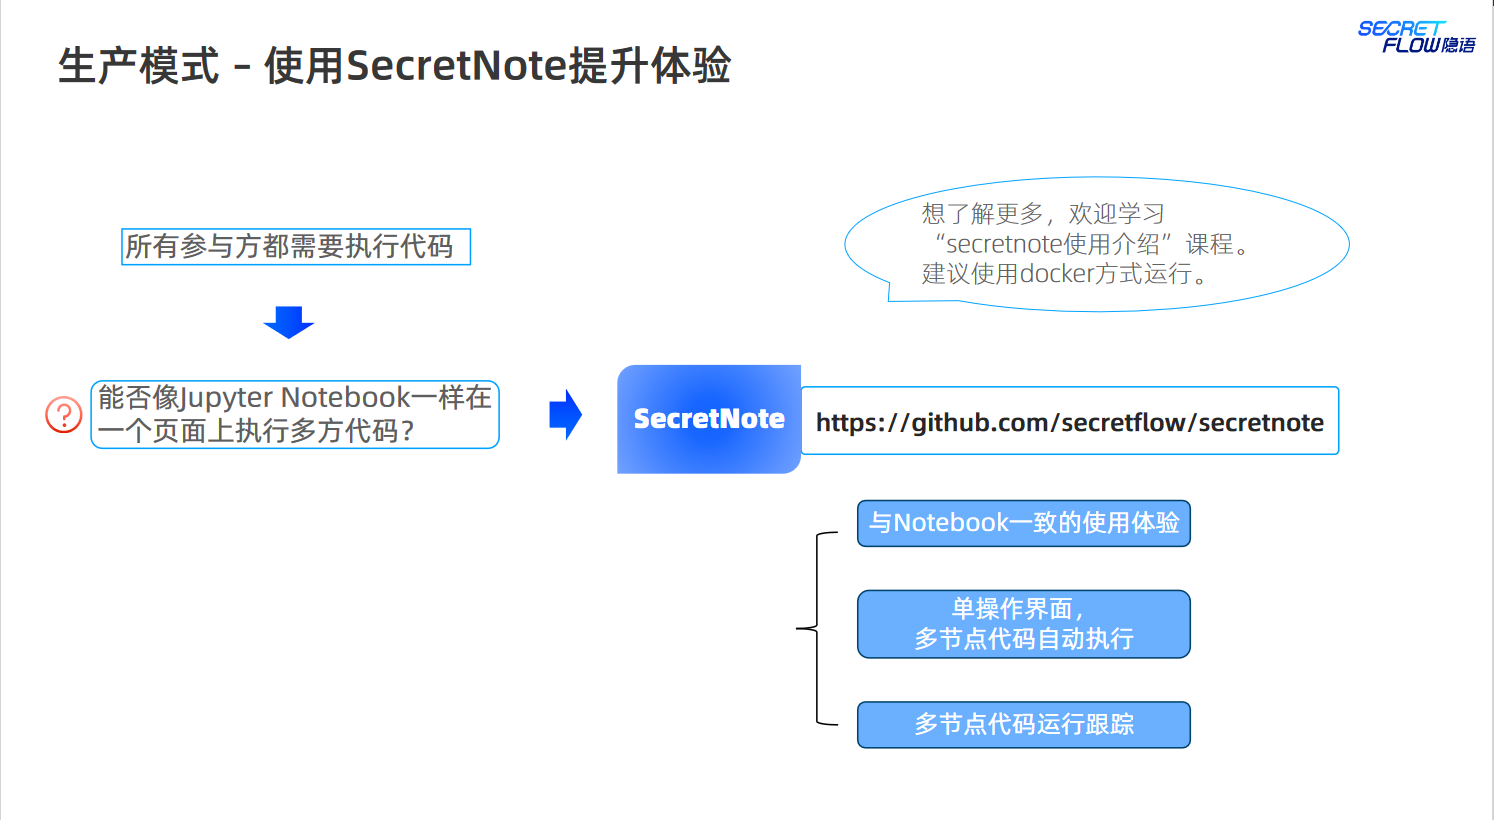 生产模式 – 使用SecretNote提升体验
SECRET
FLOW隐语
所有参与方都需要执行代码
想了解更多，欢迎学习
“secretnote使用介绍”课程。
建议使用docker方式运行。
能否像Jupyter Notebook一样在
一个页面上执行多方代码？
SecretNote
https://github.com/secretflow/secretnote
与Notebook一致的使用体验
单操作界面，
多节点代码自动执行
多节点代码运行跟踪